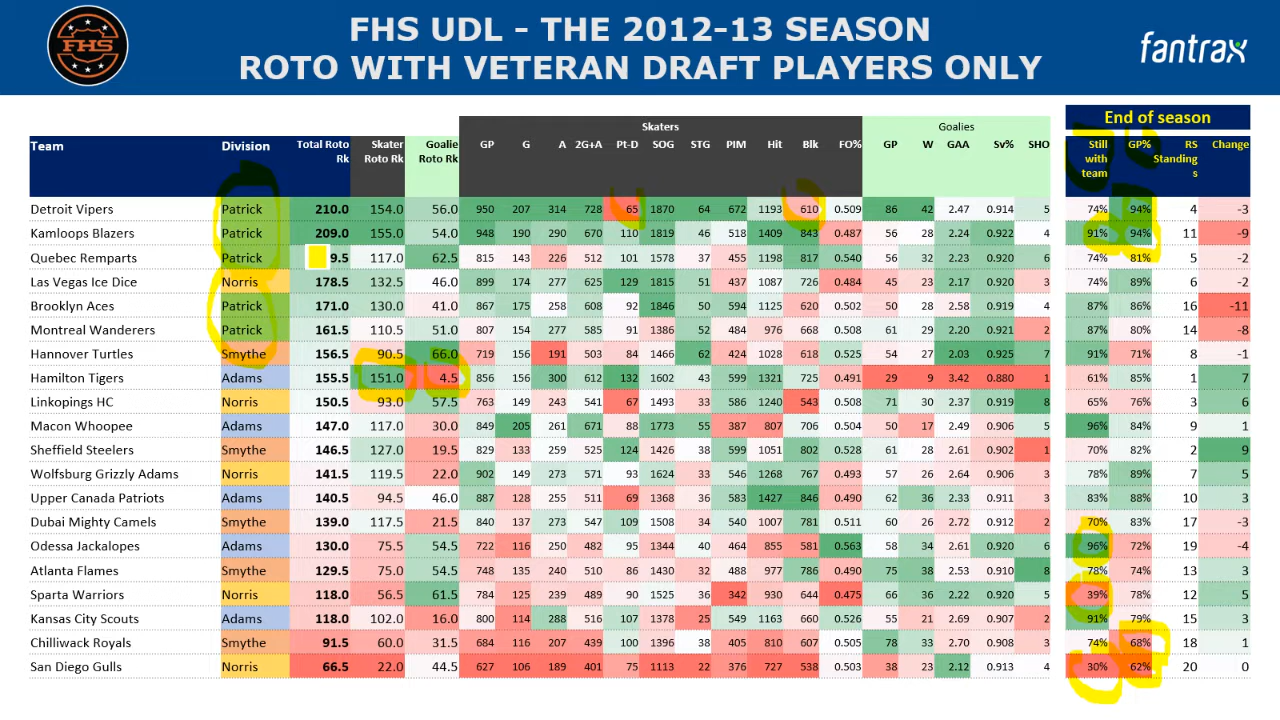 FHS
FHS UDL - THE 2012-13 SEASON
ROTO WITH VETERAN DRAFT PLAYERS ONLY
fantrax
Skaters Goalies End of season
Team Division Total Roto Rk Skater Roto Rk Goalie Roto Rk GP G A 2G+A Pt-D SOG STG PIM Hit Blk FO% GP W GAA Sv% SHO Still with team GP% RS Standings Change
Detroit Vipers Patrick 210.0 154.0 56.0 950 207 314 728 65 1870 64 672 1193 610 0.509 86 42 2.47 0.914 5 74% 94% 4 -3
Kamloops Blazers Patrick 209.0 155.0 54.0 948 190 290 670 110 1819 46 518 1409 843 0.487 56 28 2.24 0.922 4 91% 94% 11 -9
Quebec Remparts Patrick 9.5 117.0 62.5 815 143 226 512 101 1578 37 455 1198 817 0.540 56 32 2.23 0.920 6 74% 81% 5 -2
Las Vegas Ice Dice Norris 178.5 132.5 46.0 899 174 277 625 129 1815 51 437 1087 726 0.484 45 23 2.17 0.920 3 74% 89% 6 -2
Brooklyn Aces Patrick 171.0 130.0 41.0 867 175 258 608 92 1846 50 594 1125 620 0.502 50 28 2.58 0.919 4 87% 86% 16 -11
Montreal Wanderers Patrick 161.5 110.5 51.0 807 154 277 585 91 1386 52 484 976 668 0.508 61 29 2.20 0.921 2 87% 80% 14 -8
Hannover Turtles Smythe 156.5 90.5 66.0 719 156 191 503 84 1466 62 424 1028 618 0.525 54 27 2.03 0.925 7 91% 71% 8 -1
Hamilton Tigers Adams 155.5 151.0 4.5 856 156 300 612 132 1602 43 599 1321 725 0.491 29 9 3.42 0.880 1 61% 85% 1 7
Linkopings HC Norris 150.5 93.0 57.5 763 149 243 541 67 1493 33 586 1240 543 0.508 71 30 2.37 0.919 8 65% 76% 3 6
Macon Whoopee Adams 147.0 117.0 30.0 849 205 261 671 88 1773 55 387 807 706 0.504 50 17 2.49 0.906 5 96% 84% 9 1
Sheffield Steelers Smythe 146.5 127.0 19.5 829 133 259 525 124 1426 38 599 1051 802 0.528 61 28 2.61 0.902 1 70% 82% 2 9
Wolfsburg Grizzly Adams Norris 141.5 119.5 22.0 902 149 273 571 93 1624 33 546 1268 767 0.493 57 26 2.64 0.906 3 78% 89% 7 5
Upper Canada Patriots Adams 140.5 94.5 46.0 887 128 255 511 69 1368 36 583 1427 846 0.490 62 36 2.33 0.911 3 83% 88% 10 3
Dubai Mighty Camels Smythe 139.0 117.5 21.5 840 137 273 547 109 1508 34 540 1007 781 0.511 60 26 2.72 0.912 2 70% 83% 17 -3
Odessa Jackalopes Adams 130.0 75.5 54.5 722 116 250 482 95 1344 40 464 855 581 0.563 58 34 2.61 0.920 6 96% 72% 19 -4
Atlanta Flames Smythe 129.5 75.0 54.5 748 135 240 510 86 1430 32 488 977 786 0.490 75 38 2.53 0.910 8 78% 74% 13 3
Sparta Warriors Norris 118.0 56.5 61.5 784 125 239 489 90 1525 36 342 930 644 0.475 66 36 2.22 0.920 5 39% 78% 12 5
Kansas City Scouts Adams 118.0 102.0 16.0 800 114 288 516 107 1378 25 549 1163 660 0.526 55 21 2.69 0.907 2 91% 79% 15 3
Chilliwack Royals Smythe 91.5 60.0 31.5 684 116 207 439 100 1396 38 405 810 607 0.505 78 33 2.70 0.908 3 74% 68% 18 1
San Diego Gulls Norris 66.5 22.0 44.5 627 106 189 401 75 1113 22 376 727 538 0.503 38 23 2.12 0.913 4 30% 62% 20 0